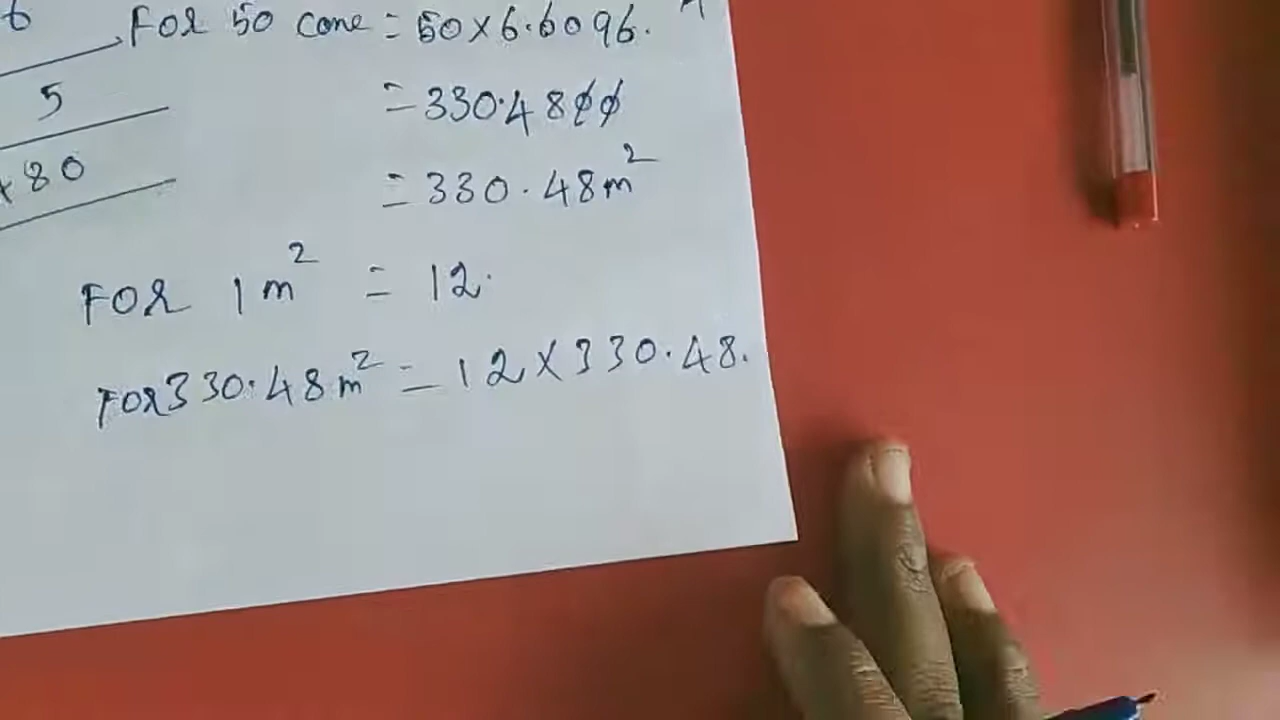 6 For 50 cone = 50×6.6096.
5 = 330.4800
80 = 330.48m²
FOR 1m² = 12.
FOR 330.48m² = 12×330.48.